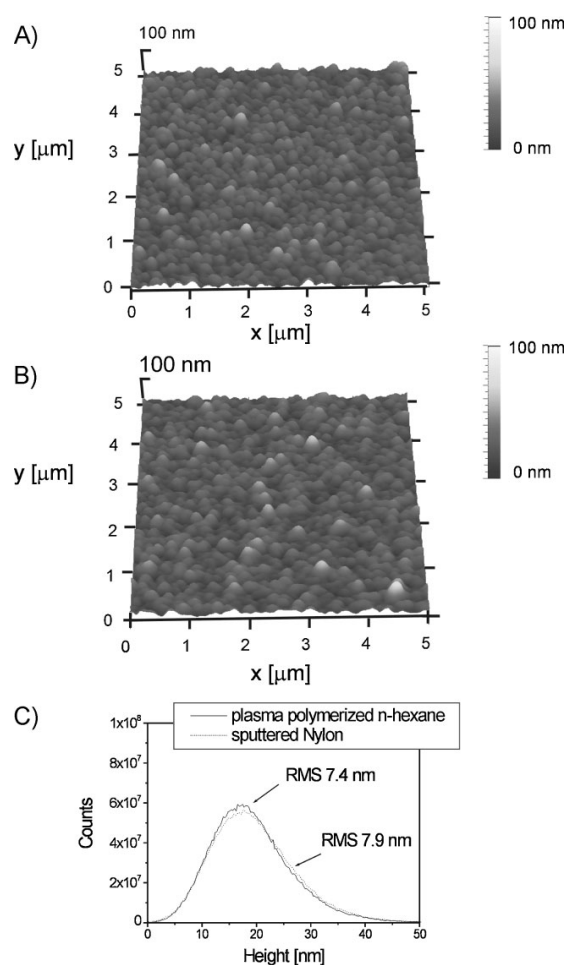 A)
100 nm
100 nm
0 nm
5
4
3
2
1
0
y [μm]
0 1 2 3 4 5
x [μm]
B)
100 nm
100 nm
0 nm
5
4
3
2
1
0
y [μm]
0 1 2 3 4 5
x [μm]
C)
plasma polymerized n-hexane
sputtered Nylon
1x10⁸
8x10⁷
6x10⁷
4x10⁷
2x10⁷
0
Counts
RMS 7.4 nm
RMS 7.9 nm
0 10 20 30 40 50
Height [nm]